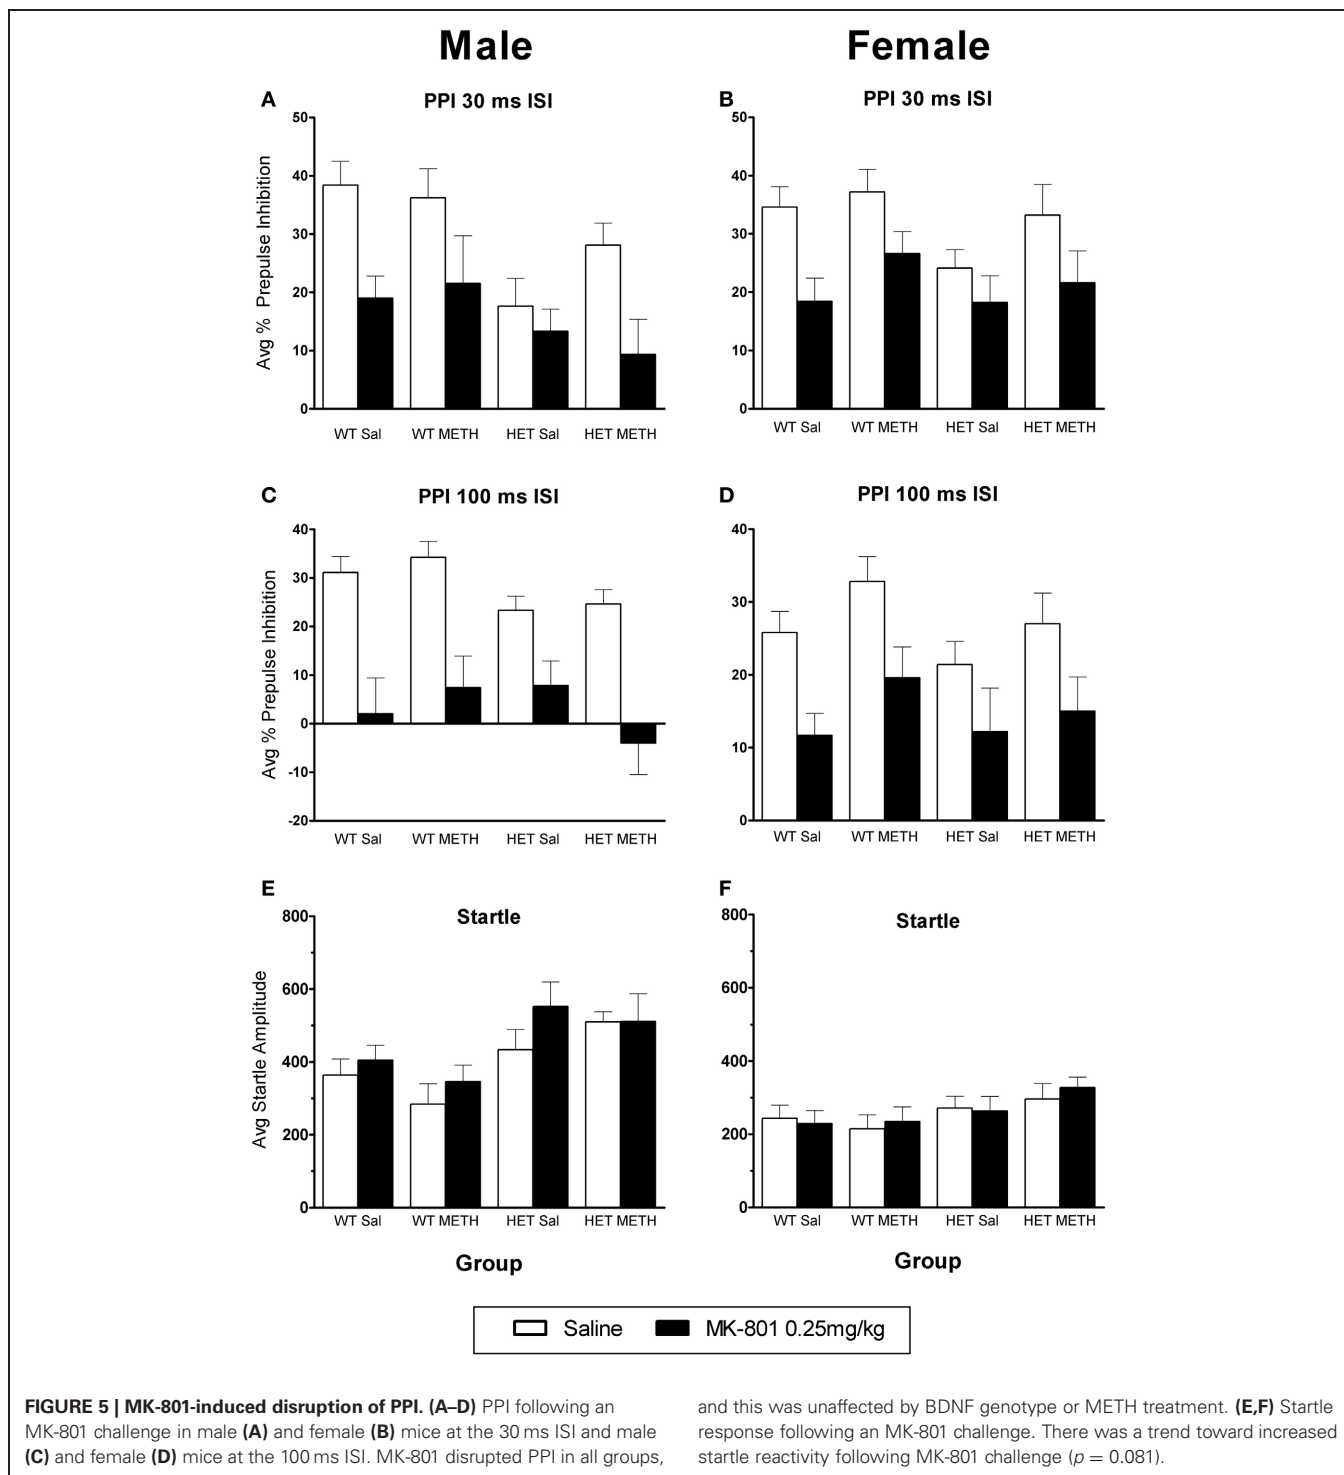 Male
Female
A
PPI 30 ms ISI
B
PPI 30 ms ISI
Avg % Prepulse Inhibition
50
40
30
20
10
0
WT Sal WT METH HET Sal HET METH
50
40
30
20
10
0
WT Sal WT METH HET Sal HET METH
C
PPI 100 ms ISI
D
PPI 100 ms ISI
Avg % Prepulse Inhibition
40
30
20
10
0
-10
-20
WT Sal WT METH HET Sal HET METH
40
30
20
10
0
WT Sal WT METH HET Sal HET METH
E
Startle
F
Startle
Avg Startle Amplitude
800
600
400
200
0
WT Sal WT METH HET Sal HET METH
Group
800
600
400
200
0
WT Sal WT METH HET Sal HET METH
Group
Saline MK-801 0.25mg/kg
FIGURE 5 | MK-801-induced disruption of PPI. (A–D) PPI following an
MK-801 challenge in male (A) and female (B) mice at the 30 ms ISI and male
(C) and female (D) mice at the 100 ms ISI. MK-801 disrupted PPI in all groups,
and this was unaffected by BDNF genotype or METH treatment. (E,F) Startle
response following an MK-801 challenge. There was a trend toward increased
startle reactivity following MK-801 challenge (p = 0.081).